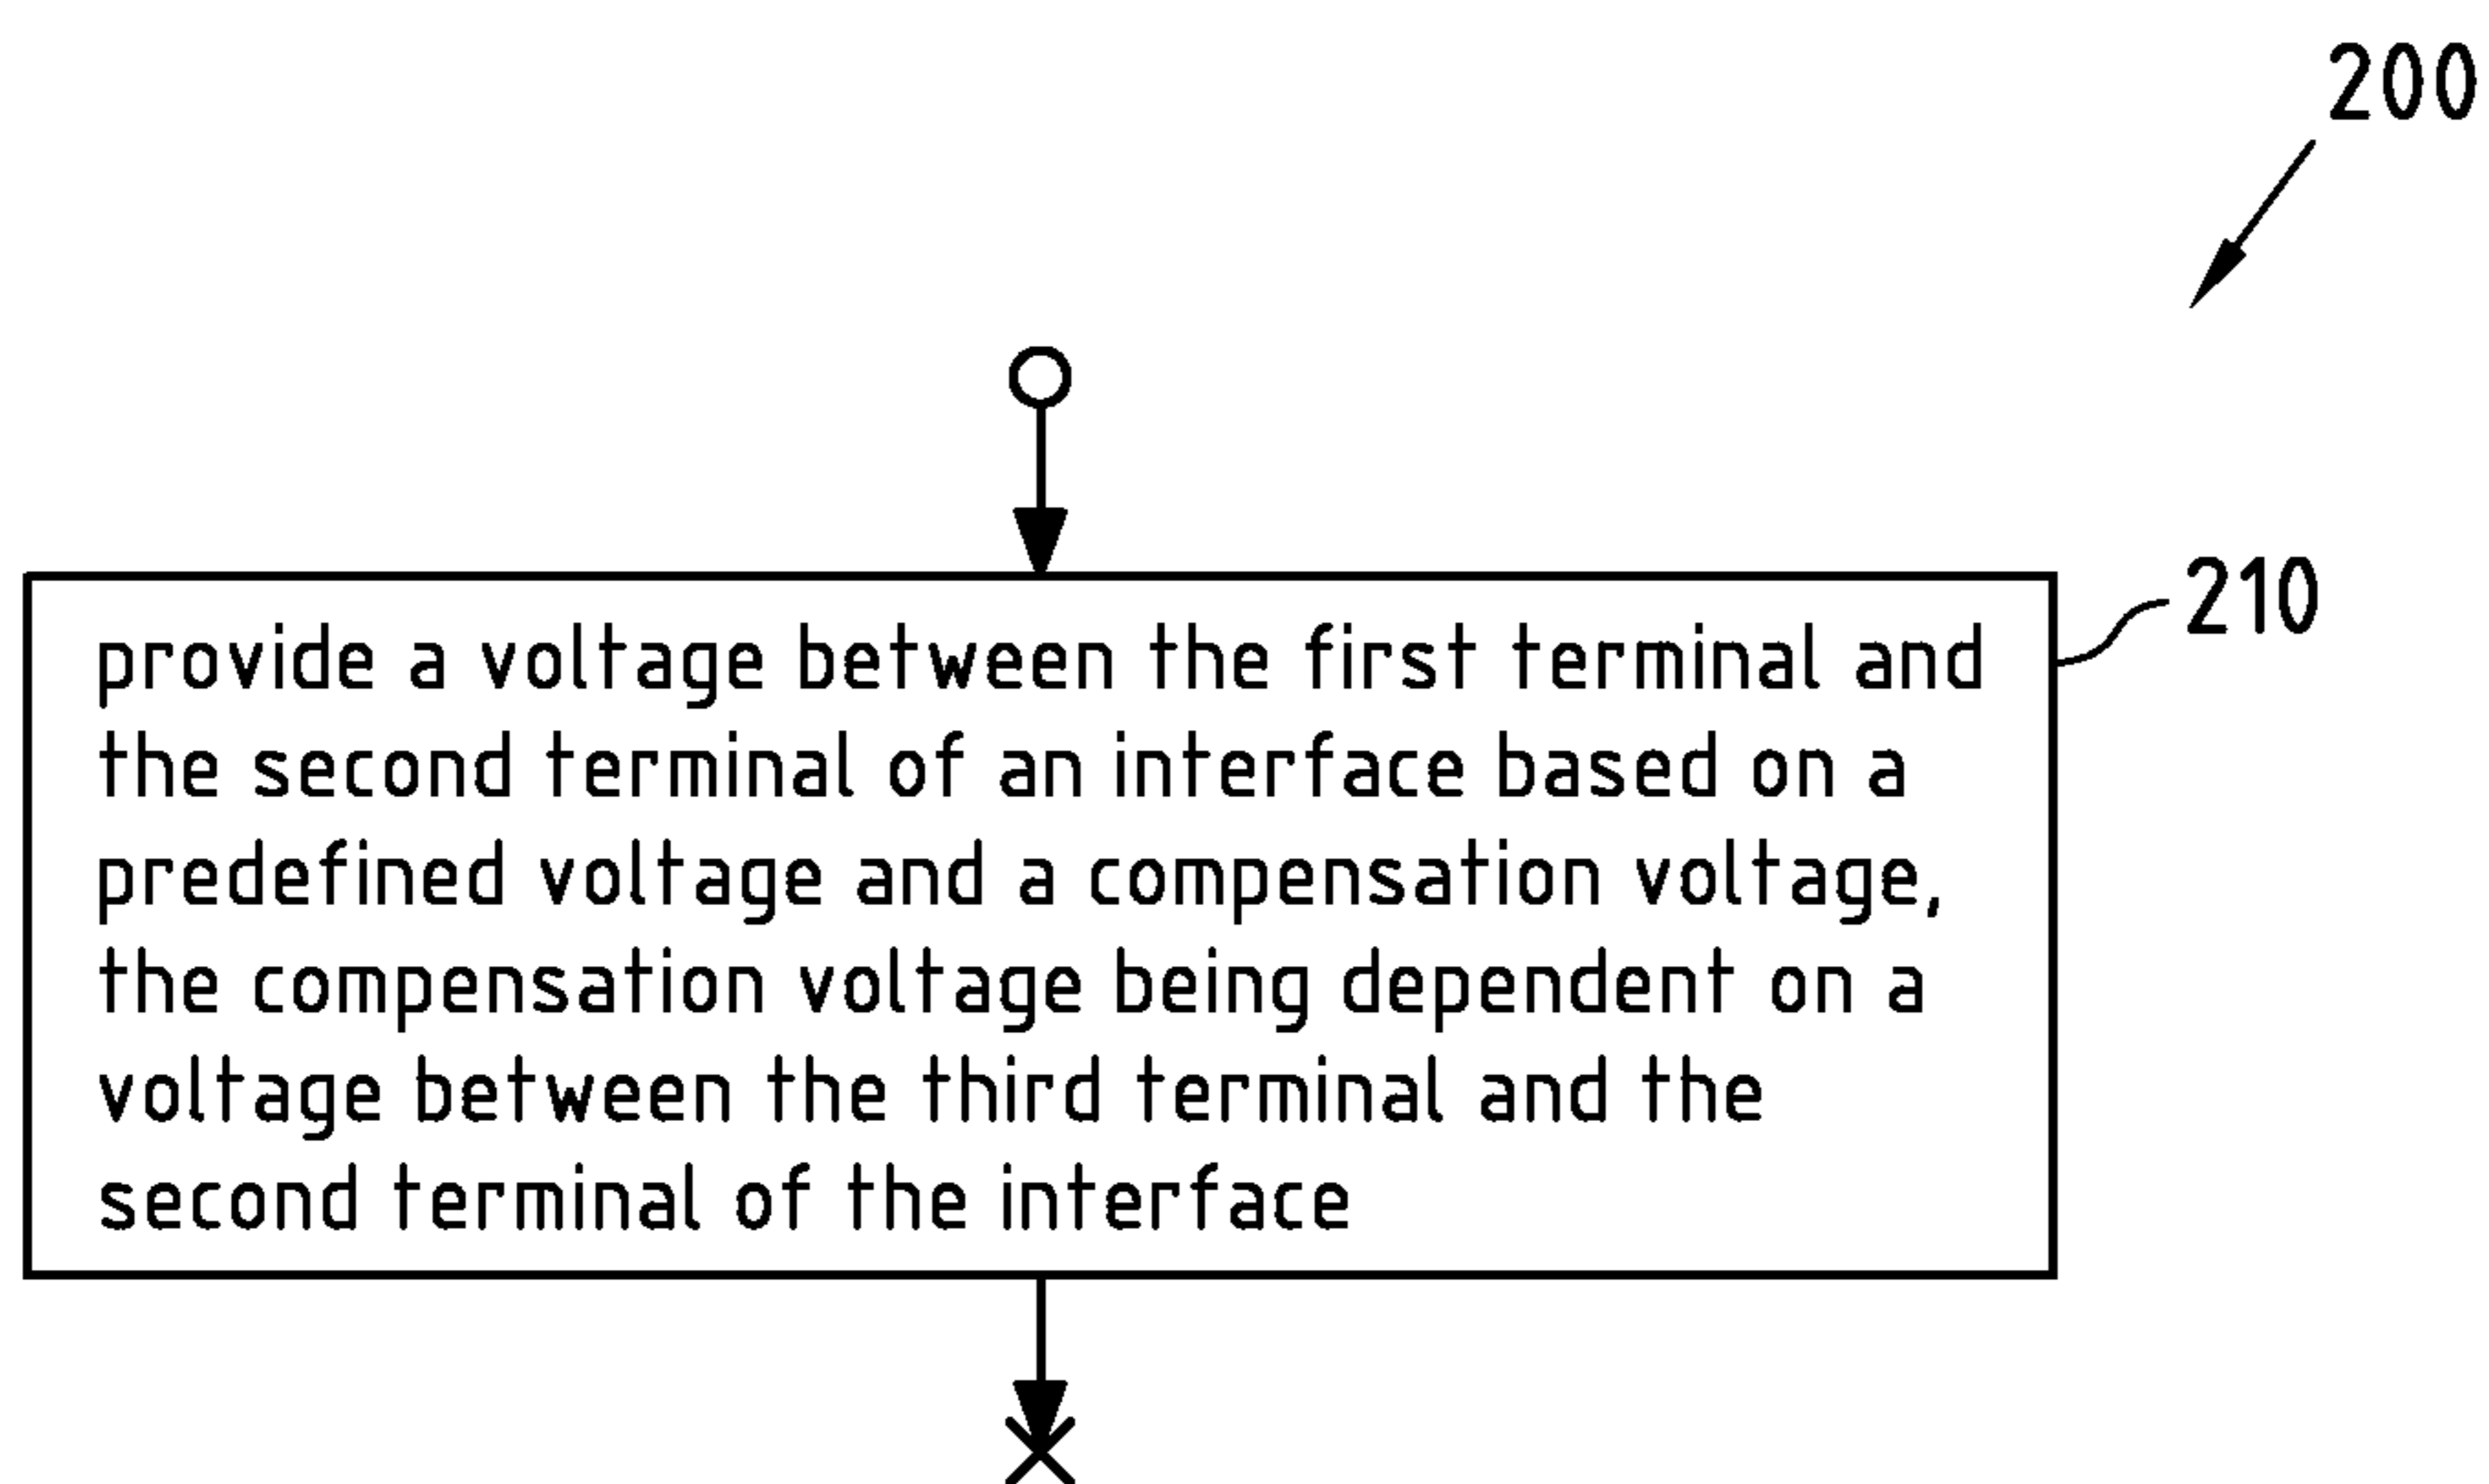 200
210
provide a voltage between the first terminal and
the second terminal of an interface based on a
predefined voltage and a compensation voltage,
the compensation voltage being dependent on a
voltage between the third terminal and the
second terminal of the interface